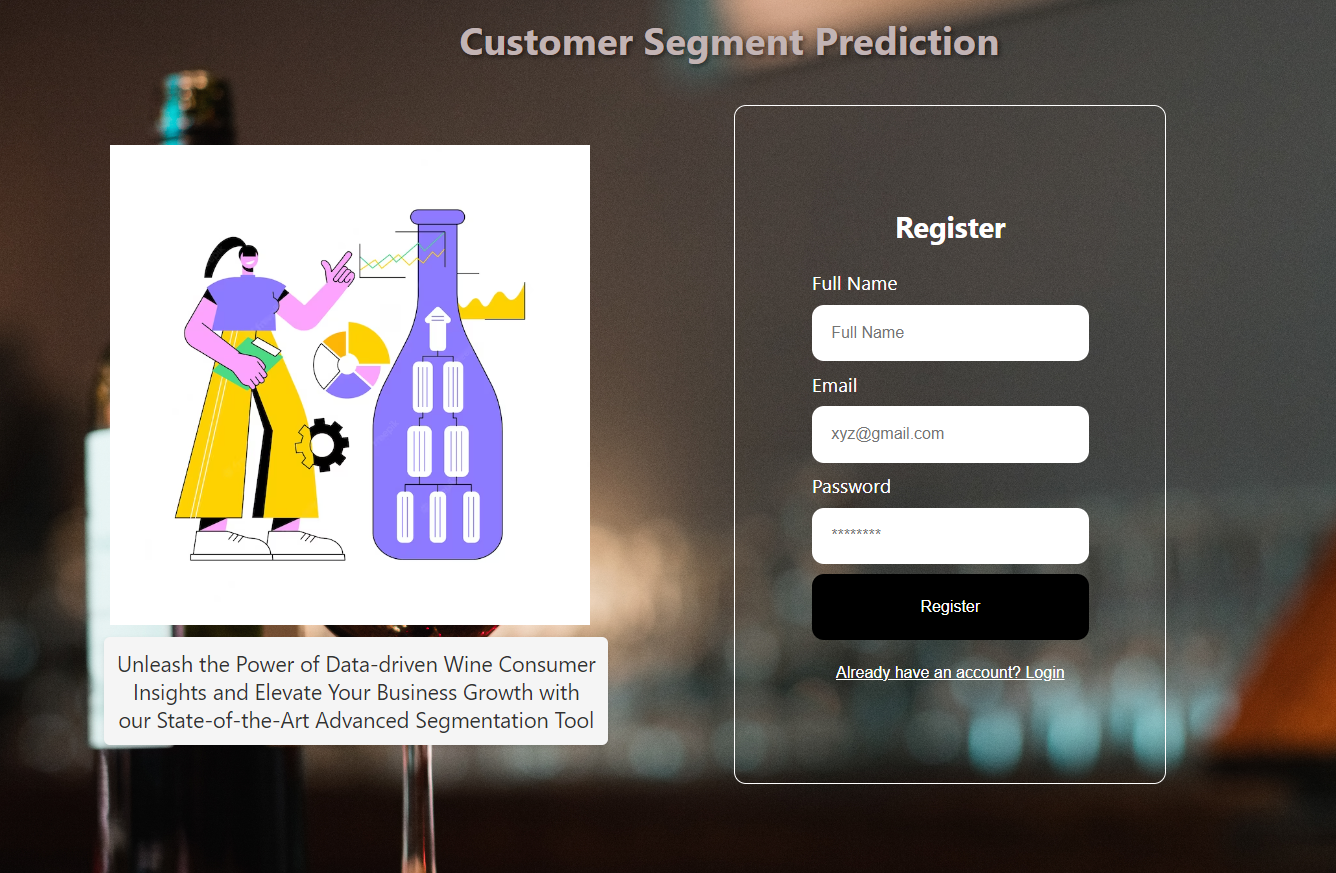 Customer Segment Prediction
Unleash the Power of Data-driven Wine Consumer
Insights and Elevate Your Business Growth with
our State-of-the-Art Advanced Segmentation Tool
Register
Full Name
Full Name
Email
xyz@gmail.com
Password
********
Register
Already have an account? Login